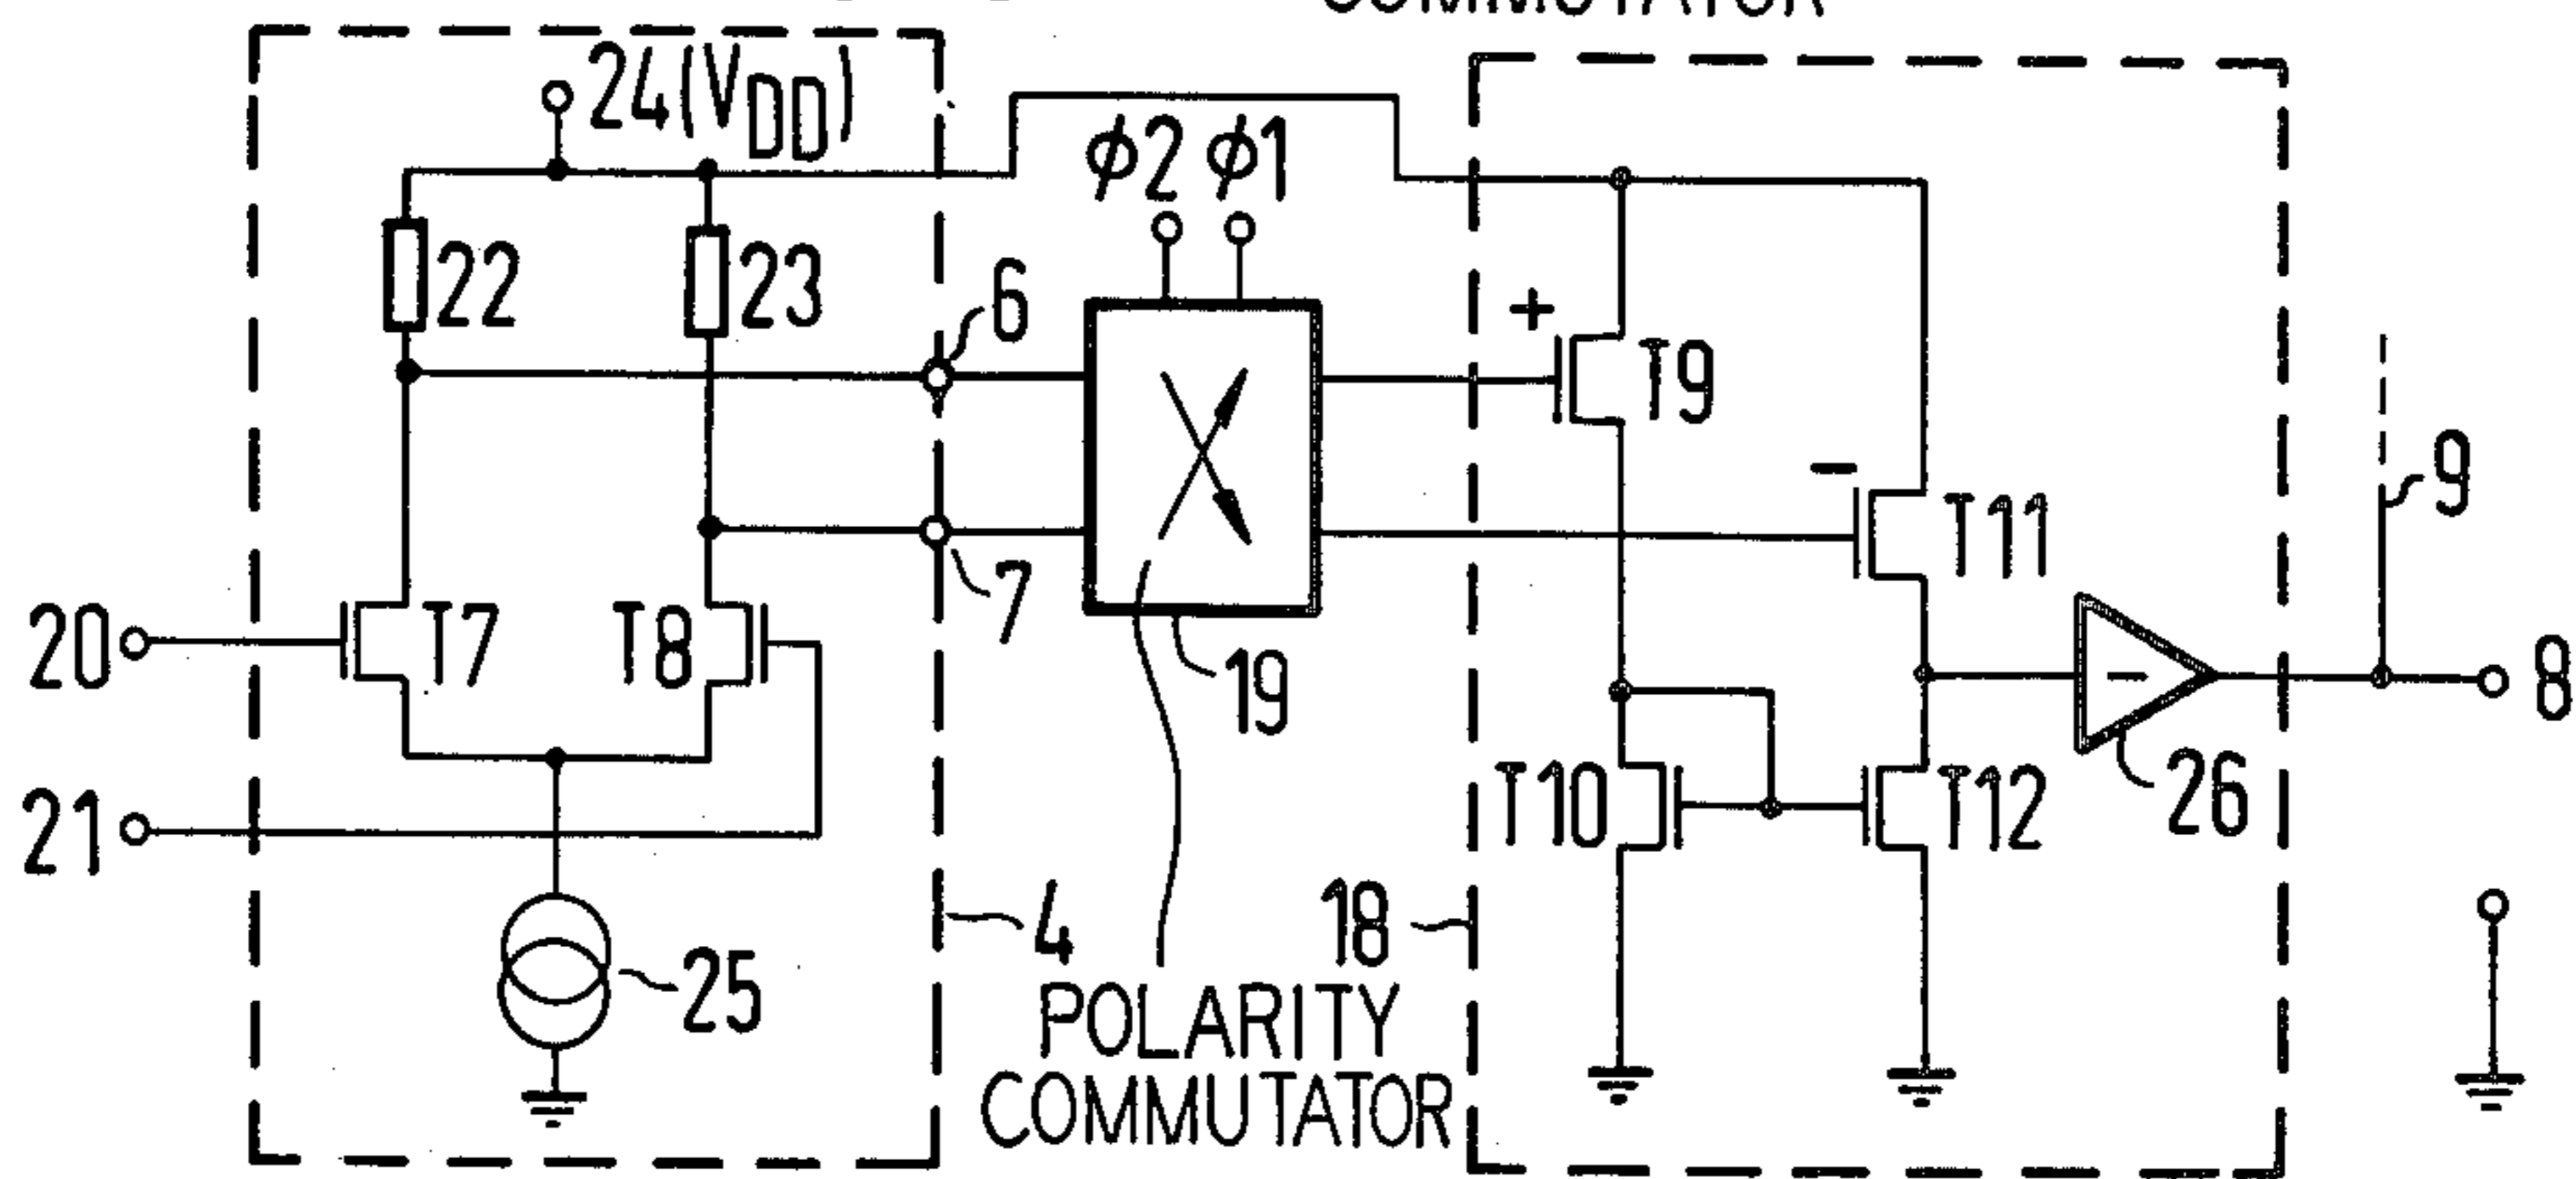 COMMUTATOR
24(VDD)
ϕ2 ϕ1
22
23
6
+
T9
-
T11
9
7
20
T7
T8
19
8
21
T10
T12
-
26
4
18
25
POLARITY
COMMUTATOR